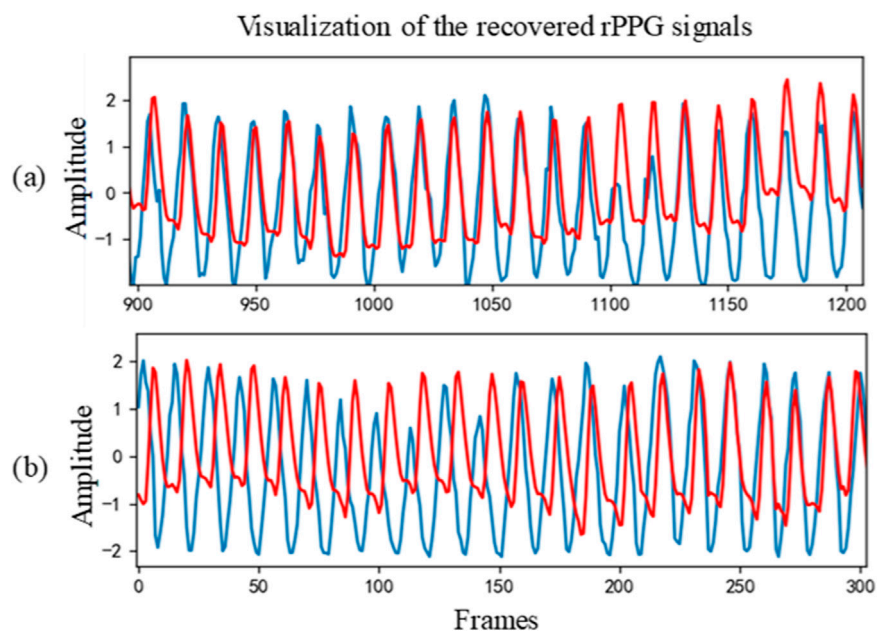 Visualization of the recovered rPPG signals
(a)
Amplitude
2
1
0
−1
900 950 1000 1050 1100 1150 1200
(b)
Amplitude
2
1
0
−1
−2
0 50 100 150 200 250 300
Frames